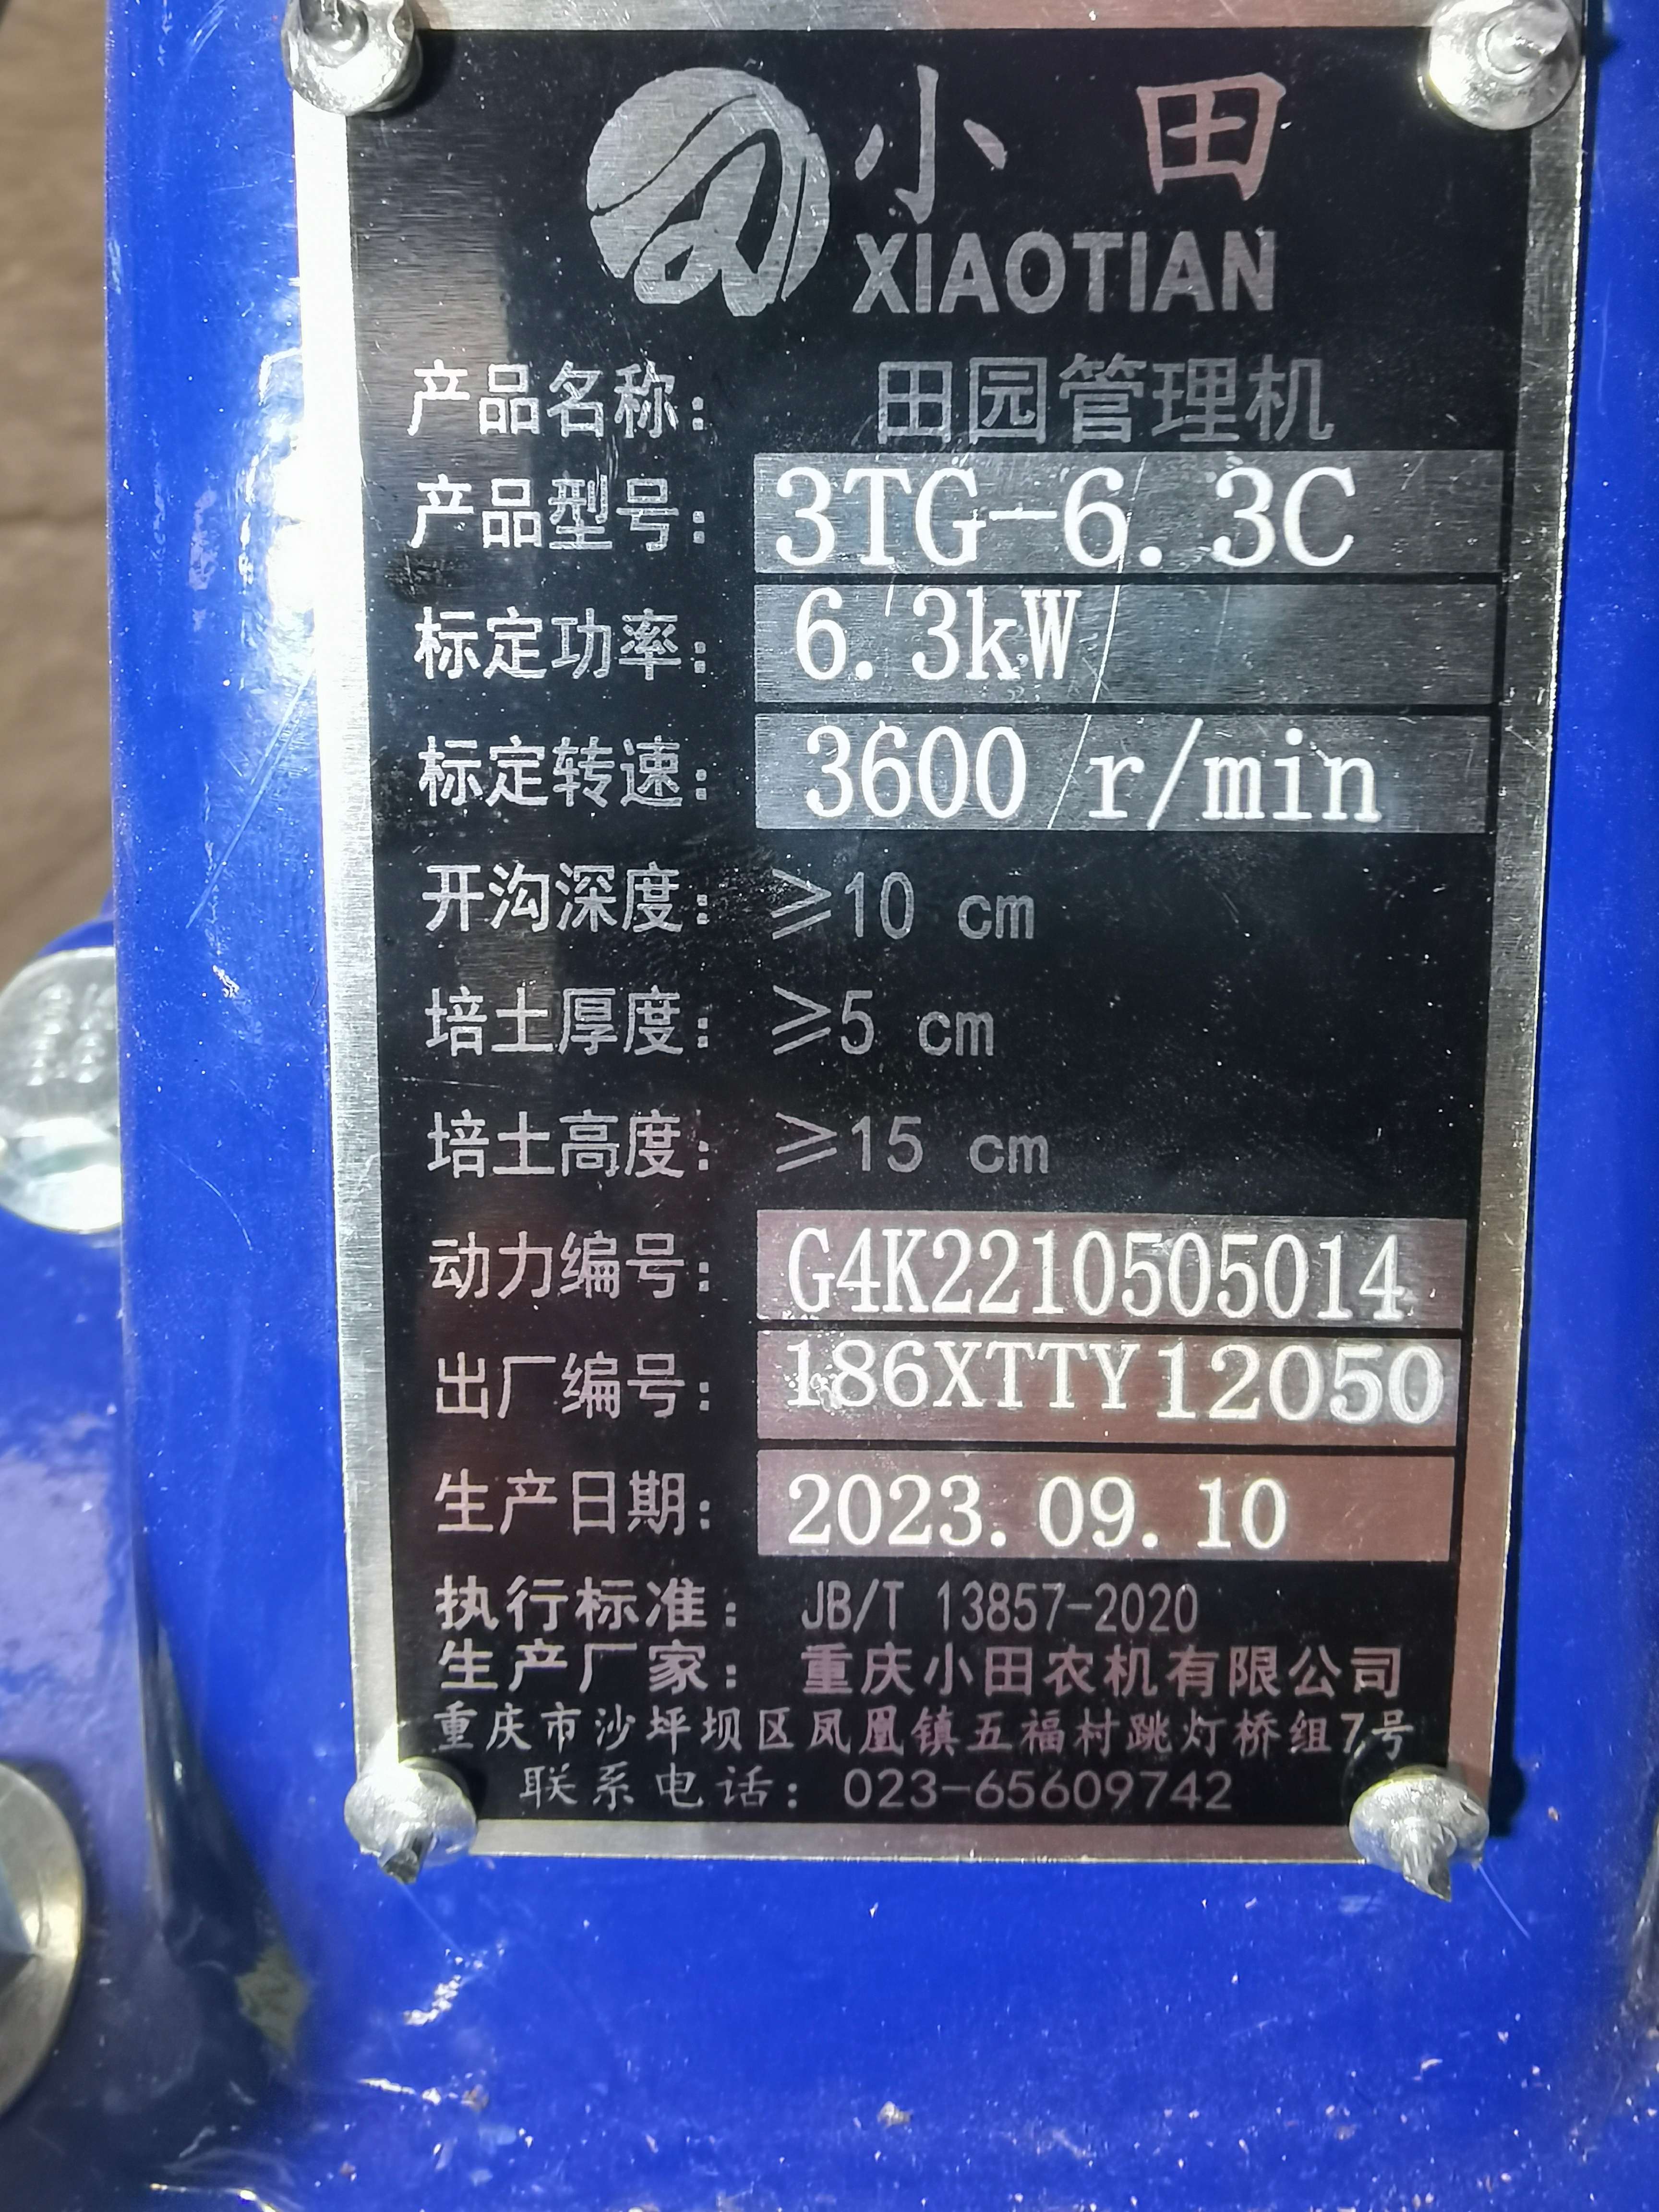 小田
XIAOTIAN
产品名称: 田园管理机
产品型号: 3TG-6.3C
标定功率: 6.3kW
标定转速: 3600 r/min
开沟深度: ≥10 cm
培土厚度: ≥5 cm
培土高度: ≥15 cm
动力编号: G4K2210505014
出厂编号: 186XTTY12050
生产日期: 2023.09.10
执行标准: JB/T 13857-2020
生产厂家: 重庆小田农机有限公司
重庆市沙坪坝区凤凰镇五福村跳灯桥组7号
联系电话: 023-65609742